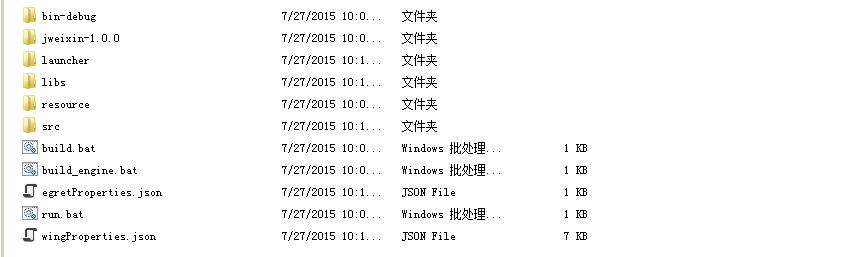 bin-debug 7/27/2015 10:0... 文件夹
jweixin-1.0.0 7/27/2015 10:0... 文件夹
launcher 7/27/2015 10:1... 文件夹
libs 7/27/2015 10:1... 文件夹
resource 7/27/2015 10:0... 文件夹
src 7/27/2015 10:1... 文件夹
build.bat 7/27/2015 10:0... Windows 批处理... 1 KB
build_engine.bat 7/27/2015 10:0... Windows 批处理... 1 KB
egretProperties.json 7/27/2015 10:1... JSON File 1 KB
run.bat 7/27/2015 10:0... Windows 批处理... 1 KB
wingProperties.json 7/27/2015 10:1... JSON File 7 KB